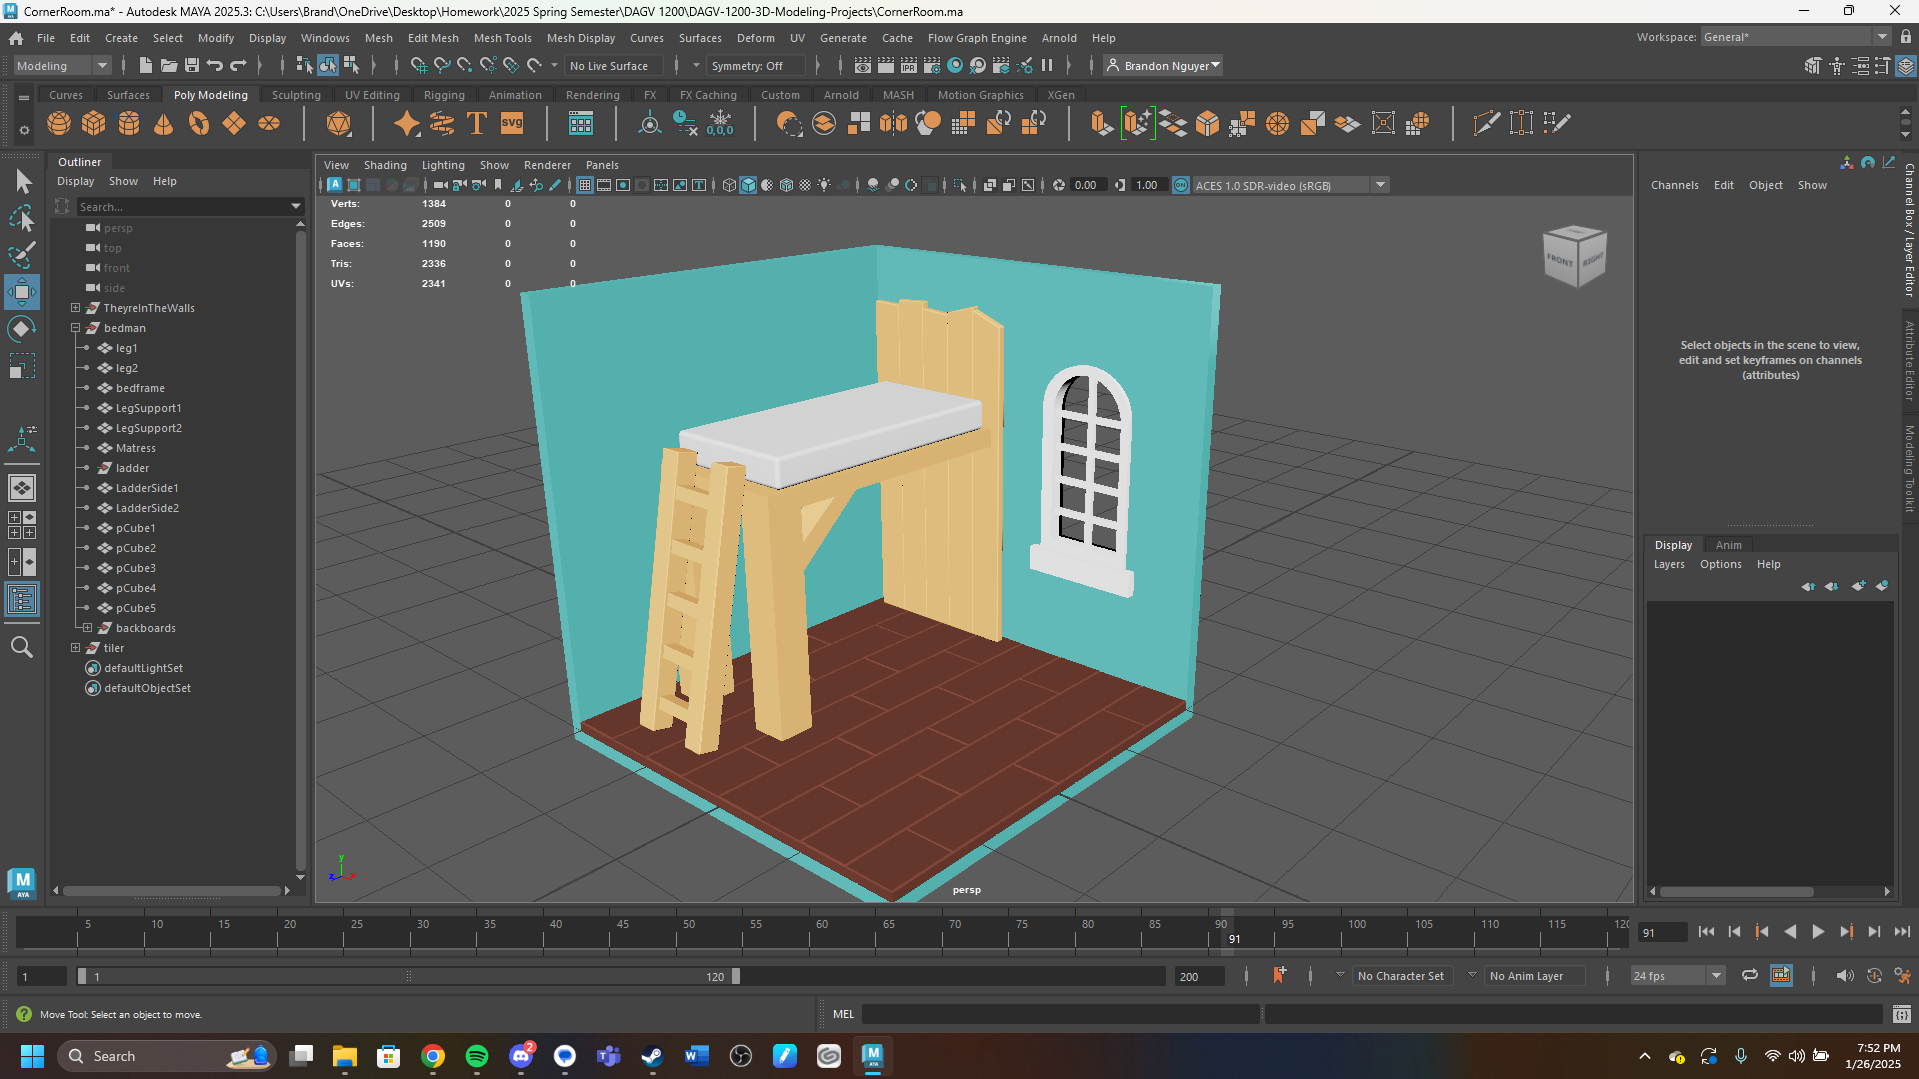 CornerRoom.ma* - Autodesk MAYA 2025.3: C:\Users\Brand\OneDrive\Desktop\Homework\2025 Spring Semester\DAGV 1200\DAGV-1200-3D-Modeling-Projects\CornerRoom.ma
File Edit Create Select Modify Display Windows Mesh Edit Mesh Mesh Tools Mesh Display Curves Surfaces Deform UV Generate Cache Flow Graph Engine Arnold Help
Workspace: General*
Modeling No Live Surface Symmetry: Off Brandon Nguyer
Curves Surfaces Poly Modeling Sculpting UV Editing Rigging Animation Rendering FX FX Caching Custom Arnold MASH Motion Graphics XGen
Outliner
Display Show Help
Search...
persp
top
front
side
TheyreInTheWalls
bedman
leg1
leg2
bedframe
LegSupport1
LegSupport2
Matress
ladder
LadderSide1
LadderSide2
pCube1
pCube2
pCube3
pCube4
pCube5
backboards
tiler
defaultLightSet
defaultObjectSet
View Shading Lighting Show Renderer Panels
0.00 1.00 ACES 1.0 SDR-video (sRGB)
Verts: 1384 0 0
Edges: 2509 0 0
Faces: 1190 0 0
Tris: 2336 0 0
UVs: 2341 0 0
FRONT RIGHT
persp
y
z x
Channels Edit Object Show
Select objects in the scene to view,
edit and set keyframes on channels
(attributes)
Channel Box / Layer Editor
Attribute Editor
Modeling Toolkit
Display Anim
Layers Options Help
5 10 15 20 25 30 35 40 45 50 55 60 65 70 75 80 85 90 95 100 105 110 115 120
91
91
1 1 120 200 No Character Set No Anim Layer 24 fps
Move Tool: Select an object to move.
MEL
Search
2
7:52 PM
1/26/2025